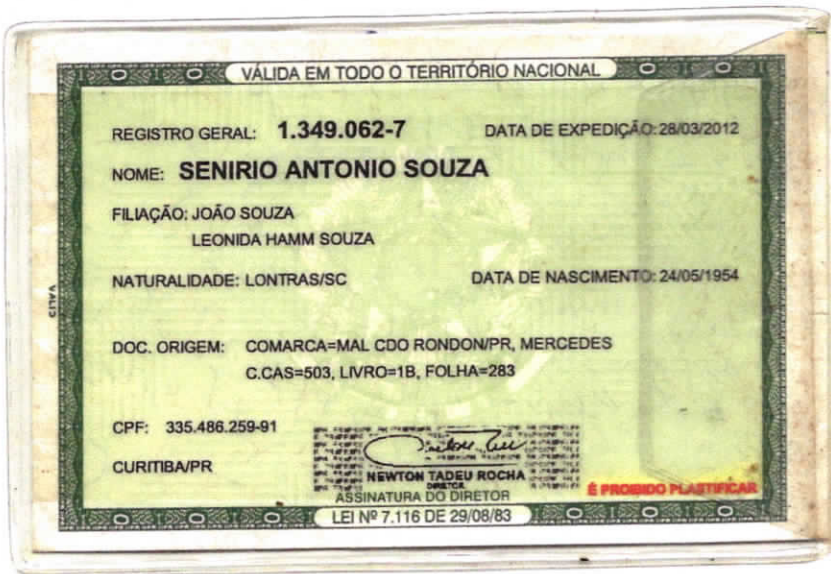 VÁLIDA EM TODO O TERRITÓRIO NACIONAL
REGISTRO GERAL: 1.349.062-7 DATA DE EXPEDIÇÃO: 28/03/2012
NOME: SENIRIO ANTONIO SOUZA
FILIAÇÃO: JOÃO SOUZA
LEONIDA HAMM SOUZA
NATURALIDADE: LONTRAS/SC DATA DE NASCIMENTO: 24/05/1954
DOC. ORIGEM: COMARCA=MAL CDO RONDON/PR, MERCEDES
C.CAS=503, LIVRO=1B, FOLHA=283
CPF: 335.486.259-91
CURITIBA/PR
NEWTON TADEU ROCHA
DIRETOR
ASSINATURA DO DIRETOR
É PROIBIDO PLASTIFICAR
LEI Nº 7.116 DE 29/08/83